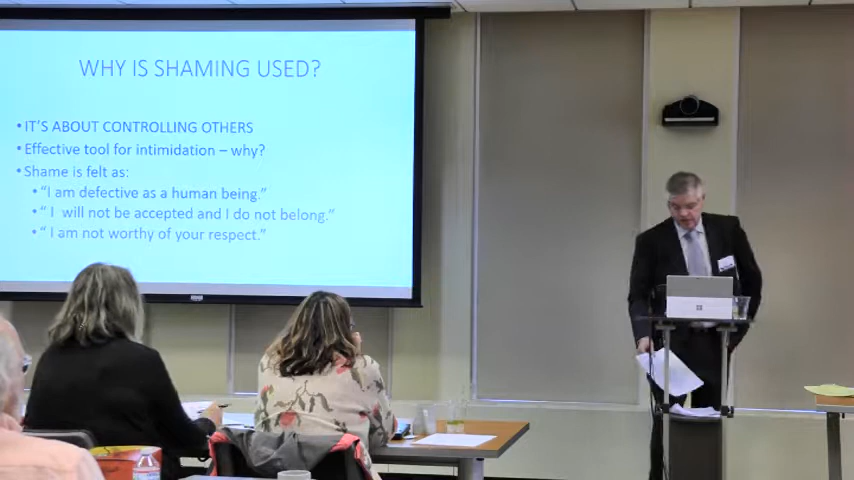 WHY IS SHAMING USED?
• IT'S ABOUT CONTROLLING OTHERS
• Effective tool for intimidation – why?
• Shame is felt as:
• "I am defective as a human being."
• " I will not be accepted and I do not belong."
• " I am not worthy of your respect."